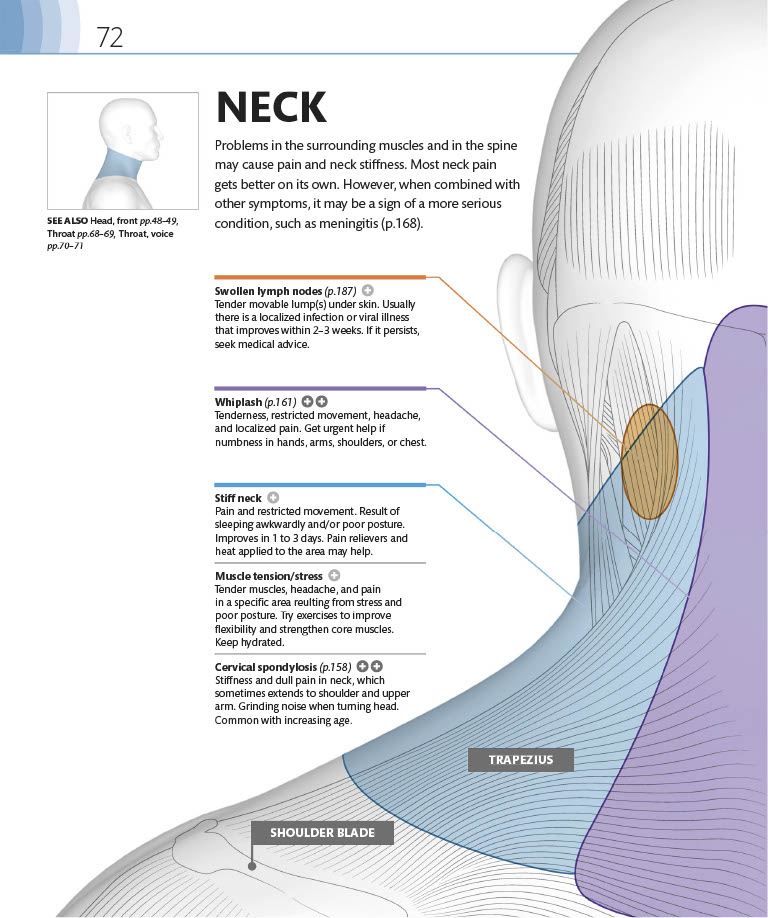 72
NECK
Problems in the surrounding muscles and in the spine
may cause pain and neck stiffness. Most neck pain
gets better on its own. However, when combined with
other symptoms, it may be a sign of a more serious
condition, such as meningitis (p.168).
SEE ALSO Head, front pp.48–49,
Throat pp.68–69, Throat, voice
pp.70–71
Swollen lymph nodes (p.187)
Tender movable lump(s) under skin. Usually
there is a localized infection or viral illness
that improves within 2–3 weeks. If it persists,
seek medical advice.
Whiplash (p.161)
Tenderness, restricted movement, headache,
and localized pain. Get urgent help if
numbness in hands, arms, shoulders, or chest.
Stiff neck
Pain and restricted movement. Result of
sleeping awkwardly and/or poor posture.
Improves in 1 to 3 days. Pain relievers and
heat applied to the area may help.
Muscle tension/stress
Tender muscles, headache, and pain
in a specific area reulting from stress and
poor posture. Try exercises to improve
flexibility and strengthen core muscles.
Keep hydrated.
Cervical spondylosis (p.158)
Stiffness and dull pain in neck, which
sometimes extends to shoulder and upper
arm. Grinding noise when turning head.
Common with increasing age.
TRAPEZIUS
SHOULDER BLADE